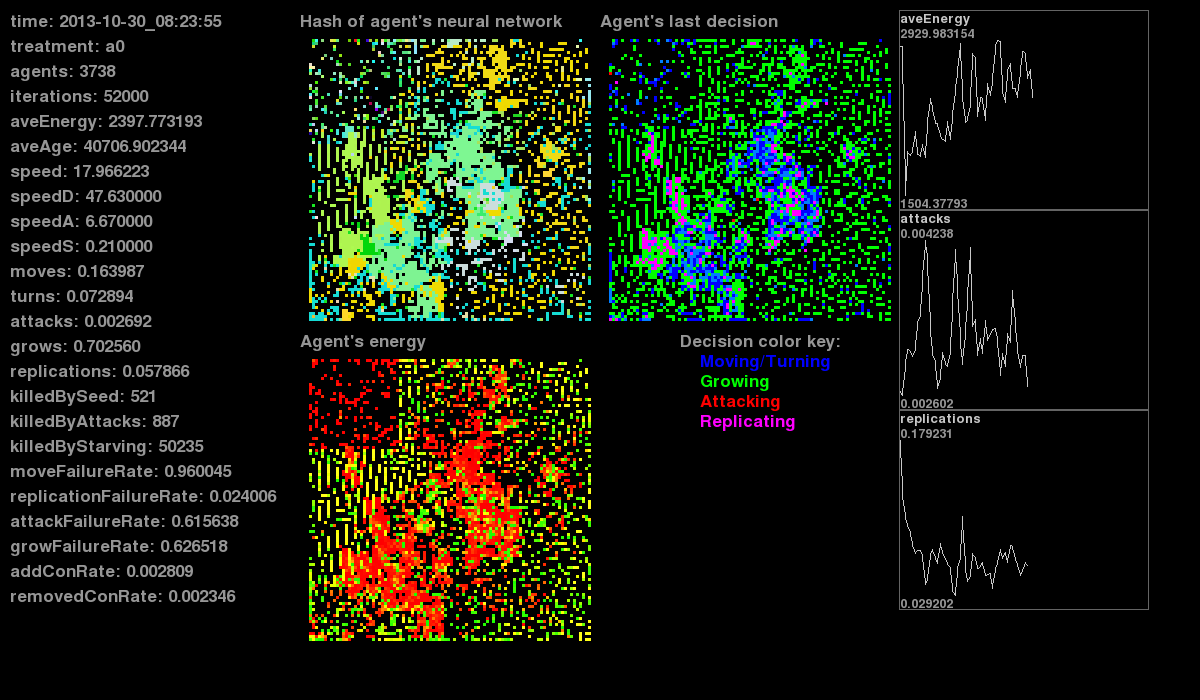 time: 2013-10-30_08:23:55
treatment: a0
agents: 3738
iterations: 52000
aveEnergy: 2397.773193
aveAge: 40706.902344
speed: 17.966223
speedD: 47.630000
speedA: 6.670000
speedS: 0.210000
moves: 0.163987
turns: 0.072894
attacks: 0.002692
grows: 0.702560
replications: 0.057866
killedBySeed: 521
killedByAttacks: 887
killedByStarving: 50235
moveFailureRate: 0.960045
replicationFailureRate: 0.024006
attackFailureRate: 0.615638
growFailureRate: 0.626518
addConRate: 0.002809
removedConRate: 0.002346
Hash of agent's neural network
Agent's last decision
Agent's energy
Decision color key:
Moving/Turning
Growing
Attacking
Replicating
aveEnergy
2929.983154
1504.37793
attacks
0.004238
0.002602
replications
0.179231
0.029202